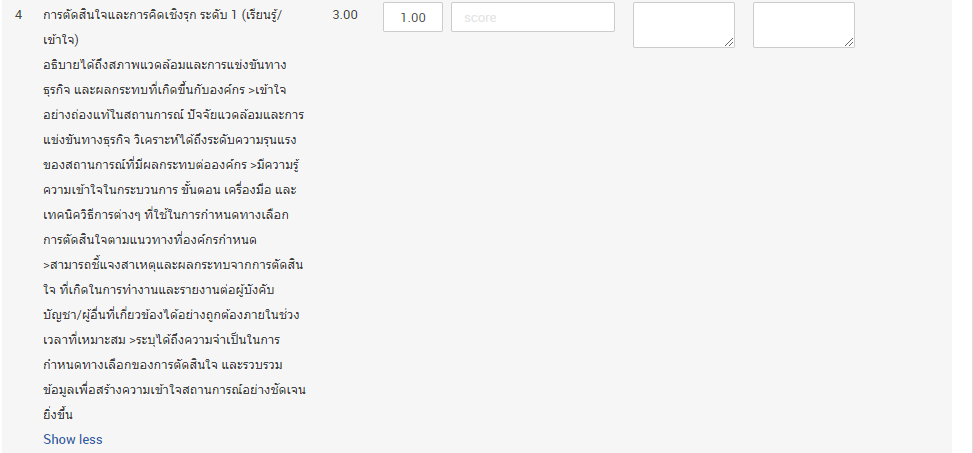 4 การตัดสินใจและการคิดเชิงรุก ระดับ 1 (เรียนรู้/ 3.00 1.00 score
เข้าใจ)
อธิบายได้ถึงสภาพแวดล้อมและการแข่งขันทาง
ธุรกิจ และผลกระทบที่เกิดขึ้นกับองค์กร >เข้าใจ
อย่างถ่องแท้ในสถานการณ์ ปัจจัยแวดล้อมและการ
แข่งขันทางธุรกิจ วิเคราะห์ได้ถึงระดับความรุนแรง
ของสถานการณ์ที่มีผลกระทบต่อองค์กร >มีความรู้
ความเข้าใจในกระบวนการ ขั้นตอน เครื่องมือ และ
เทคนิควิธีการต่างๆ ที่ใช้ในการกำหนดทางเลือก
การตัดสินใจตามแนวทางที่องค์กรกำหนด
>สามารถชี้แจงสาเหตุและผลกระทบจากการตัดสิน
ใจ ที่เกิดในการทำงานและรายงานต่อผู้บังคับ
บัญชา/ผู้อื่นที่เกี่ยวข้องได้อย่างถูกต้องภายในช่วง
เวลาที่เหมาะสม >ระบุได้ถึงความจำเป็นในการ
กำหนดทางเลือกของการตัดสินใจ และรวบรวม
ข้อมูลเพื่อสร้างความเข้าใจสถานการณ์อย่างชัดเจน
ยิ่งขึ้น
Show less